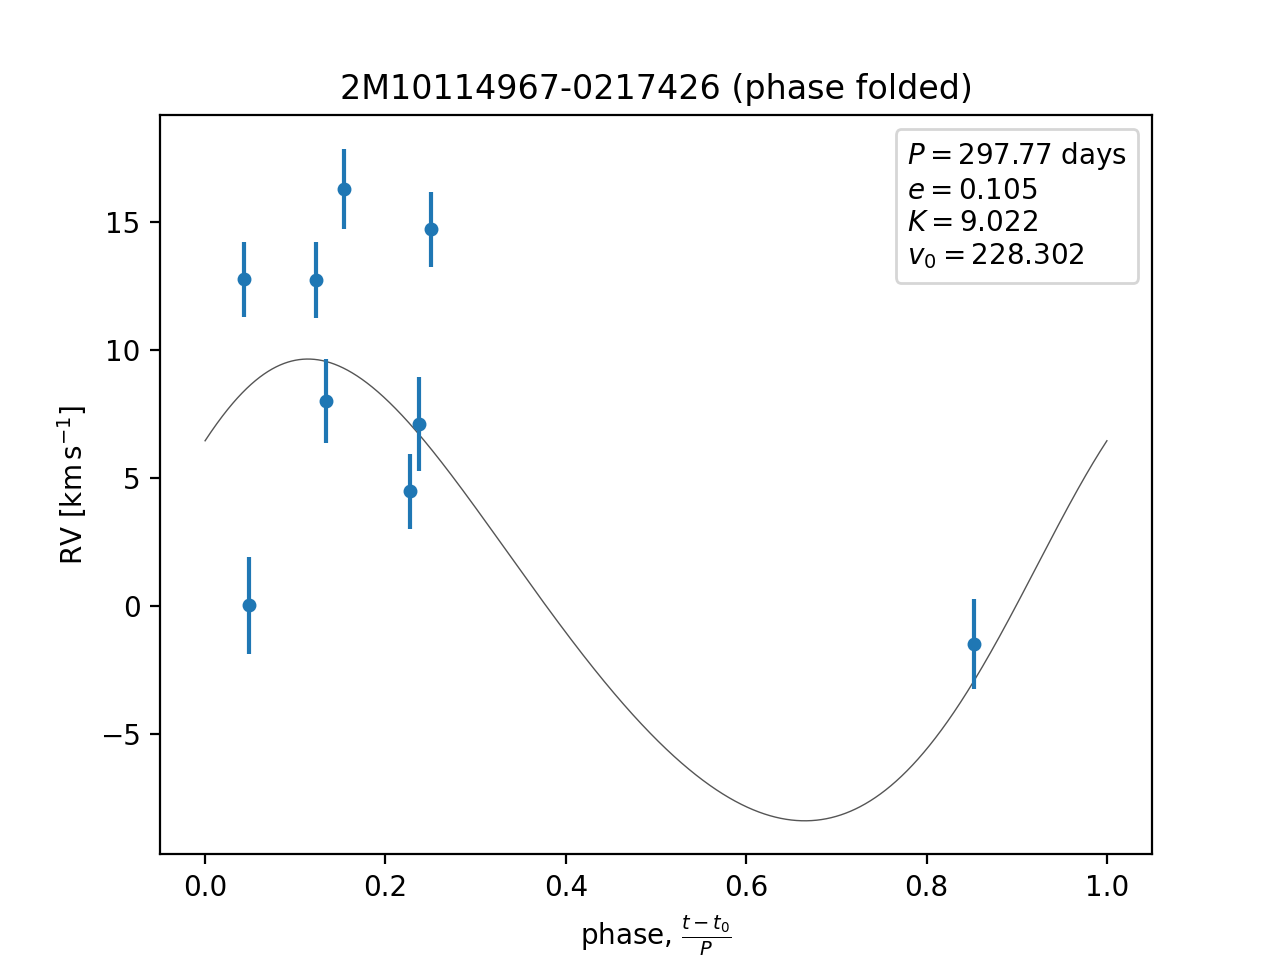 2M10114967-0217426 (phase folded)
P = 297.77 days
e = 0.105
K = 9.022
v₀ = 228.302
15
10
5
0
−5
RV [km s⁻¹]
0.0 0.2 0.4 0.6 0.8 1.0
phase, (t − t₀)/P